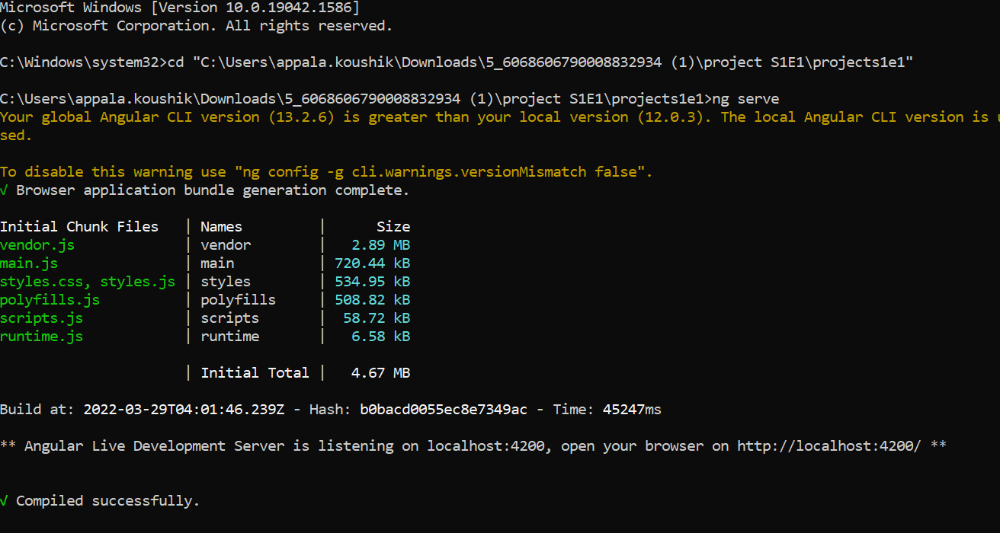 Microsoft Windows [Version 10.0.19042.1586]
(c) Microsoft Corporation. All rights reserved.
C:\Windows\system32>cd "C:\Users\appala.koushik\Downloads\5_6068606790008832934 (1)\project S1E1\projects1e1"
C:\Users\appala.koushik\Downloads\5_6068606790008832934 (1)\project S1E1\projects1e1>ng serve
Your global Angular CLI version (13.2.6) is greater than your local version (12.0.3). The local Angular CLI version is u
sed.
To disable this warning use "ng config -g cli.warnings.versionMismatch false".
√ Browser application bundle generation complete.
Initial Chunk Files   | Names         |      Size
vendor.js             | vendor        |   2.89 MB
main.js               | main          | 720.44 kB
styles.css, styles.js | styles        | 534.95 kB
polyfills.js          | polyfills     | 508.82 kB
scripts.js            | scripts       |  58.72 kB
runtime.js            | runtime       |   6.58 kB
                      | Initial Total |   4.67 MB
Build at: 2022-03-29T04:01:46.239Z - Hash: b0bacd0055ec8e7349ac - Time: 45247ms
** Angular Live Development Server is listening on localhost:4200, open your browser on http://localhost:4200/ **
√ Compiled successfully.